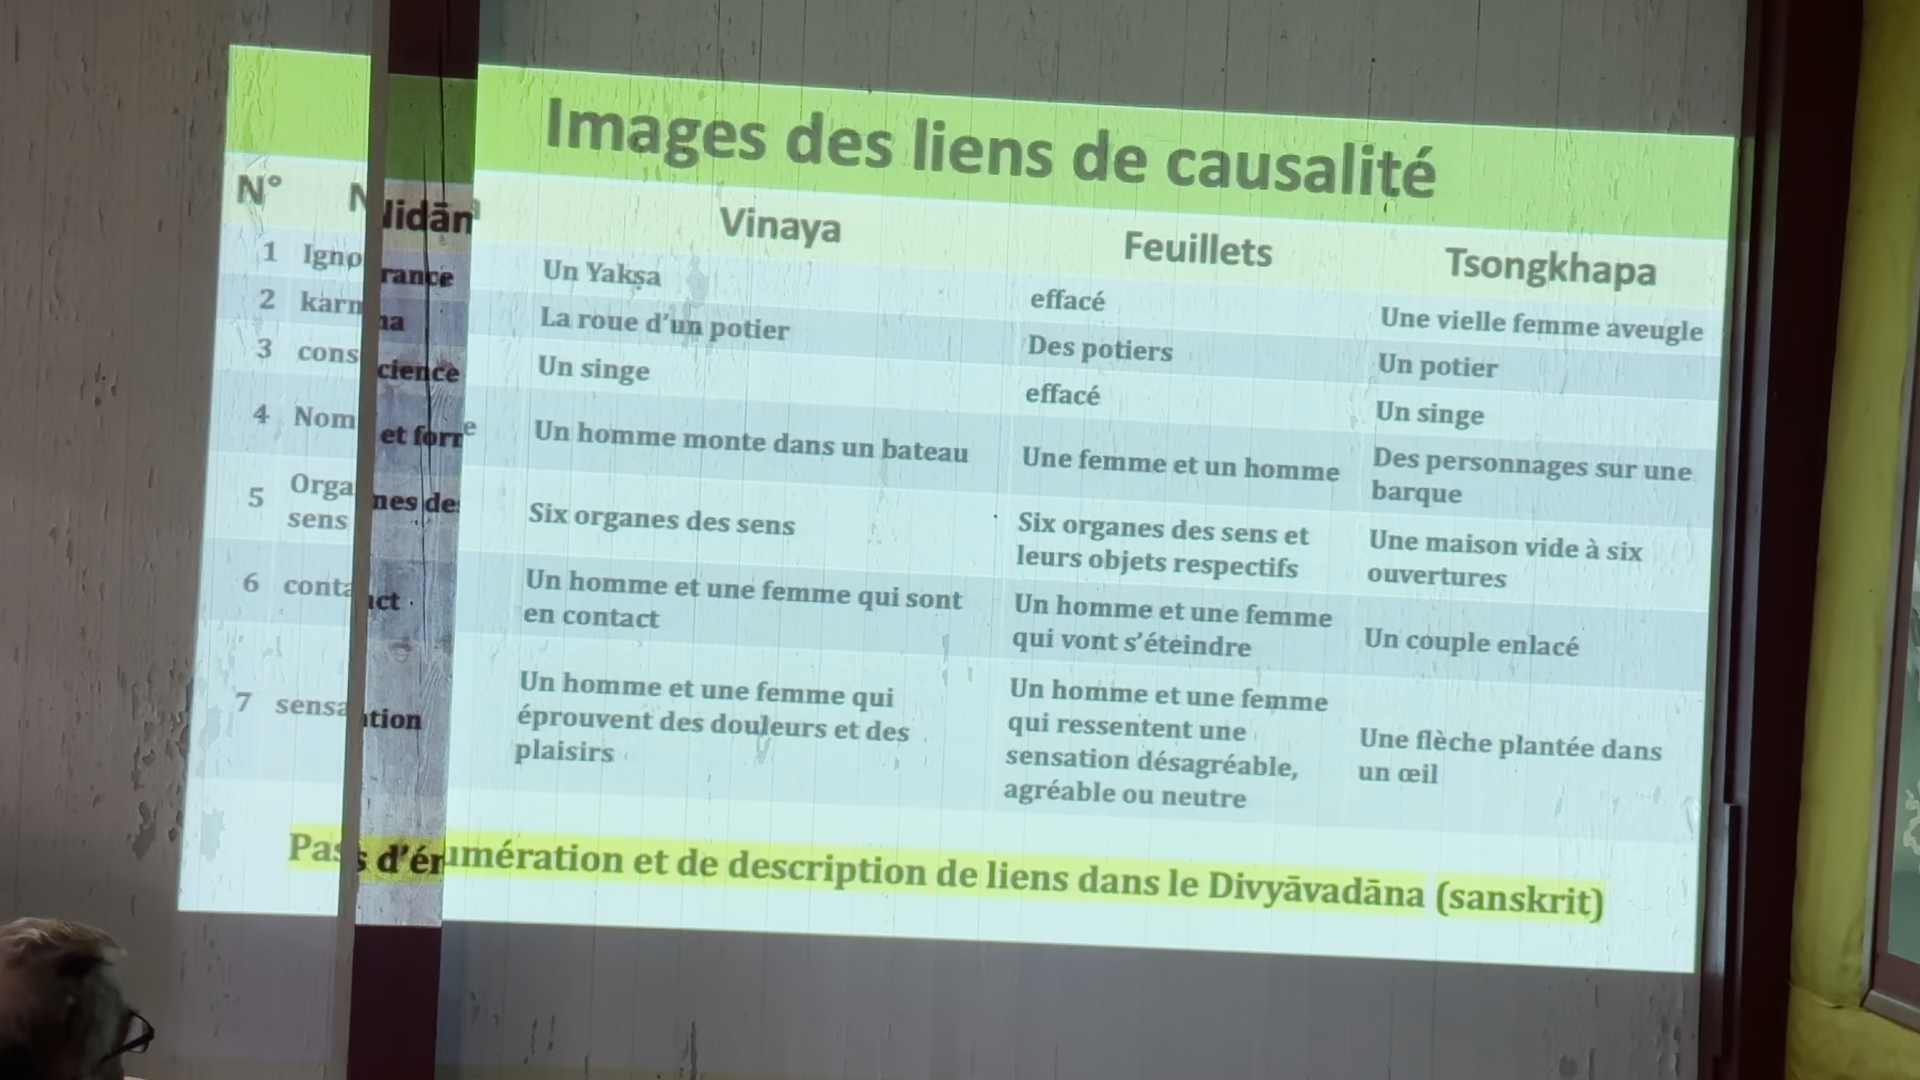 Images des liens de causalité
N° Nidāna Vinaya Feuillets Tsongkhapa
1 Ignorance Un Yakṣa effacé Une vielle femme aveugle
2 karma La roue d'un potier Des potiers Un potier
3 conscience Un singe effacé Un singe
4 Nom et forme Un homme monte dans un bateau Une femme et un homme Des personnages sur une
barque
5 Organes des
sens Six organes des sens Six organes des sens et
leurs objets respectifs Une maison vide à six
ouvertures
6 contact Un homme et une femme qui sont
en contact Un homme et une femme
qui vont s'éteindre Un couple enlacé
7 sensation Un homme et une femme qui
éprouvent des douleurs et des
plaisirs Un homme et une femme
qui ressentent une
sensation désagréable,
agréable ou neutre Une flèche plantée dans
un œil
Pas d'énumération et de description de liens dans le Divyāvadāna (sanskrit)